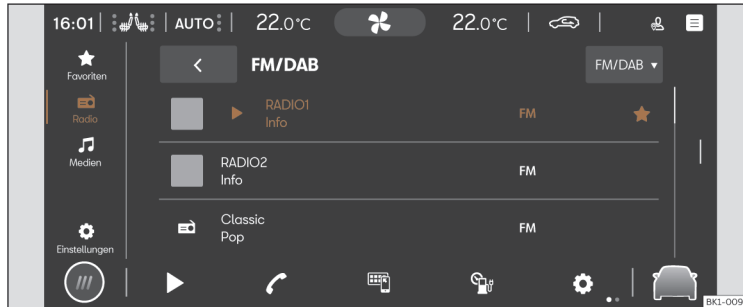 16:01
AUTO
22.0°C
22.0°C
Favoriten
FM/DAB
FM/DAB ▾
Radio
RADIO1
Info
FM
Medien
RADIO2
Info
FM
Classic
Pop
FM
Einstellungen
BK1-009